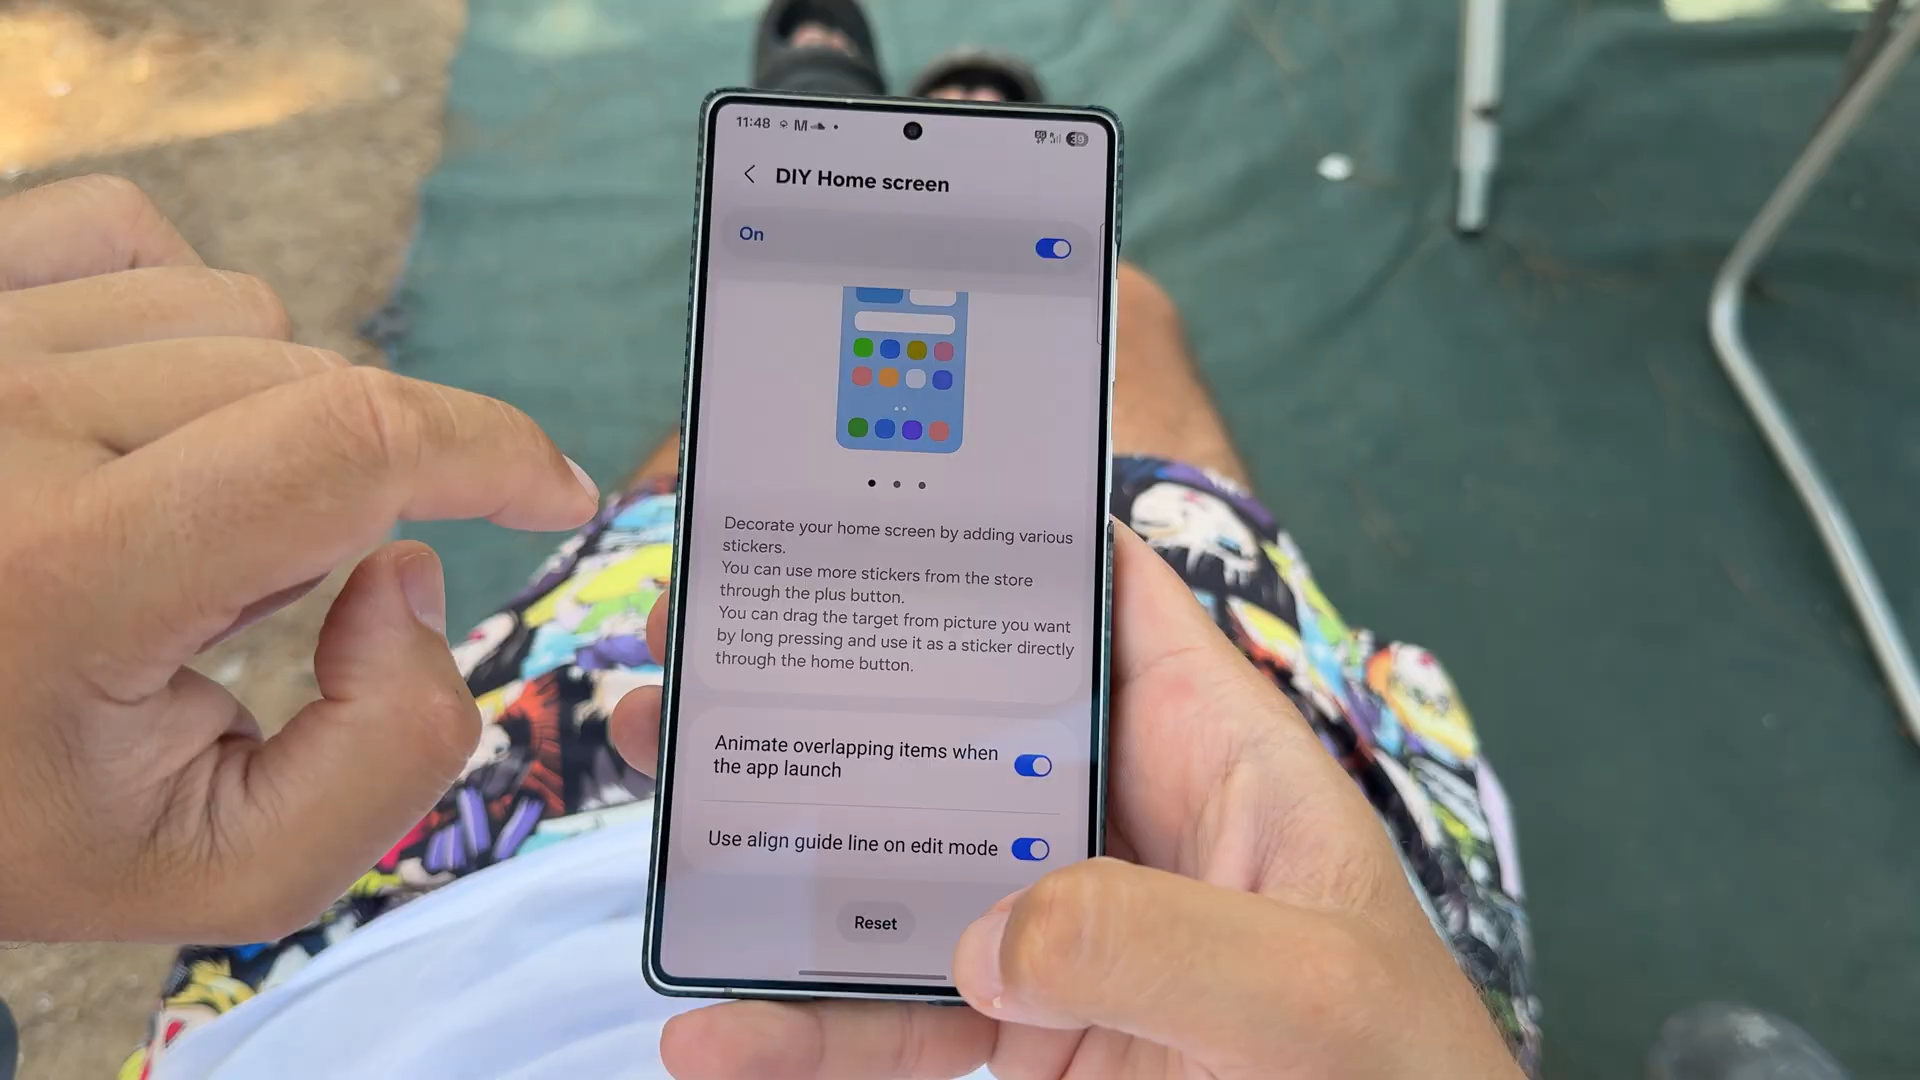 11:48 M
39
DIY Home screen
On
Decorate your home screen by adding various
stickers.
You can use more stickers from the store
through the plus button.
You can drag the target from picture you want
by long pressing and use it as a sticker directly
through the home button.
Animate overlapping items when
the app launch
Use align guide line on edit mode
Reset